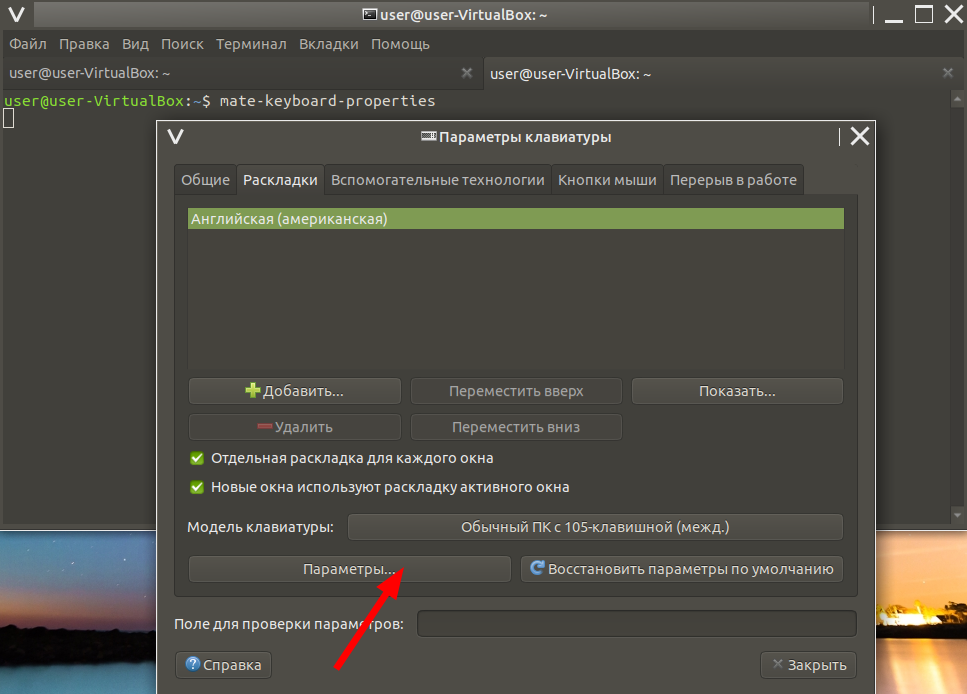 user@user-VirtualBox: ~
Файл Правка Вид Поиск Терминал Вкладки Помощь
user@user-VirtualBox: ~ user@user-VirtualBox: ~
user@user-VirtualBox:~$ mate-keyboard-properties
Параметры клавиатуры
Общие Раскладки Вспомогательные технологии Кнопки мыши Перерыв в работе
Английская (американская)
Добавить... Переместить вверх Показать...
Удалить Переместить вниз
Отдельная раскладка для каждого окна
Новые окна используют раскладку активного окна
Модель клавиатуры: Обычный ПК с 105-клавишной (межд.)
Параметры... Восстановить параметры по умолчанию
Поле для проверки параметров:
Справка Закрыть